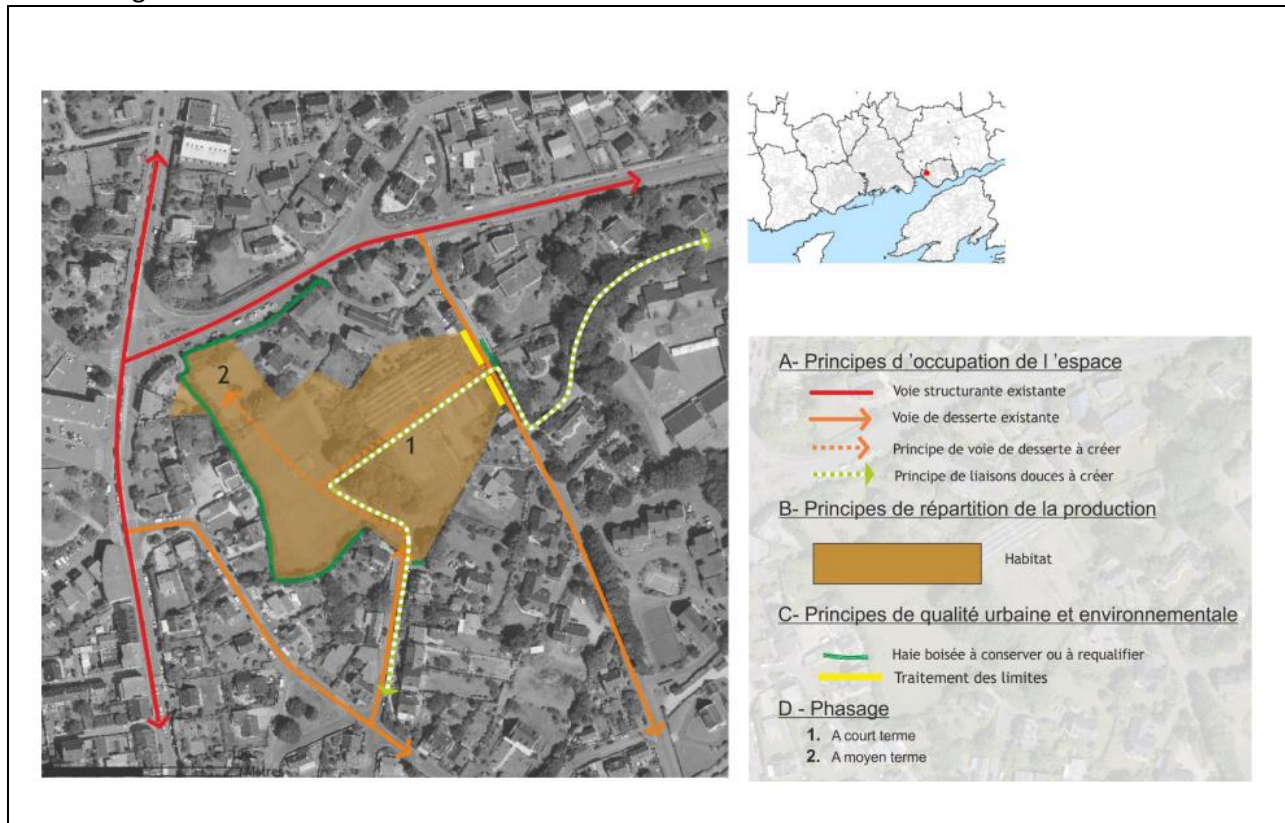 2
1
Mètres
A- Principes d 'occupation de l 'espace
Voie structurante existante
Voie de desserte existante
Principe de voie de desserte à créer
Principe de liaisons douces à créer
B- Principes de répartition de la production
Habitat
C- Principes de qualité urbaine et environnementale
Haie boisée à conserver ou à requalifier
Traitement des limites
D - Phasage
1. A court terme
2. A moyen terme